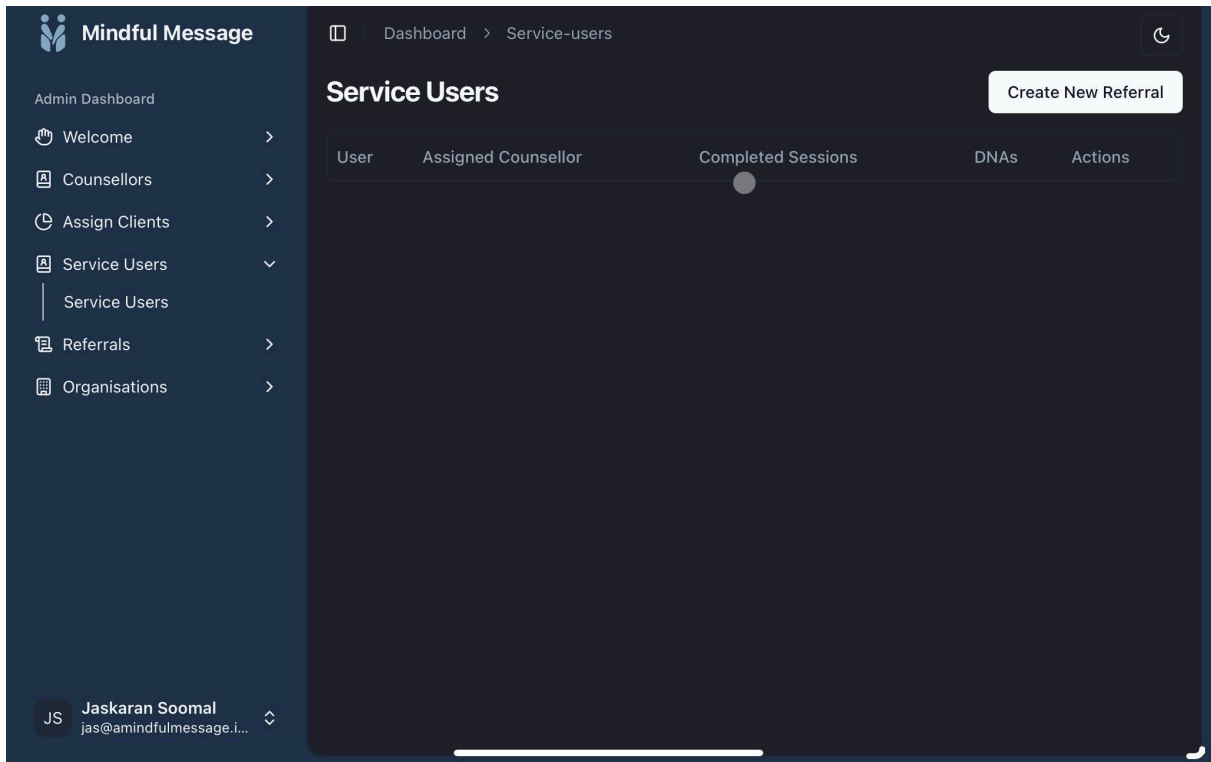 Mindful Message
Admin Dashboard
Welcome
Counsellors
Assign Clients
Service Users
Service Users
Referrals
Organisations
JS
Jaskaran Soomal
jas@amindfulmessage.i...
Dashboard > Service-users
Service Users
Create New Referral
User Assigned Counsellor Completed Sessions DNAs Actions